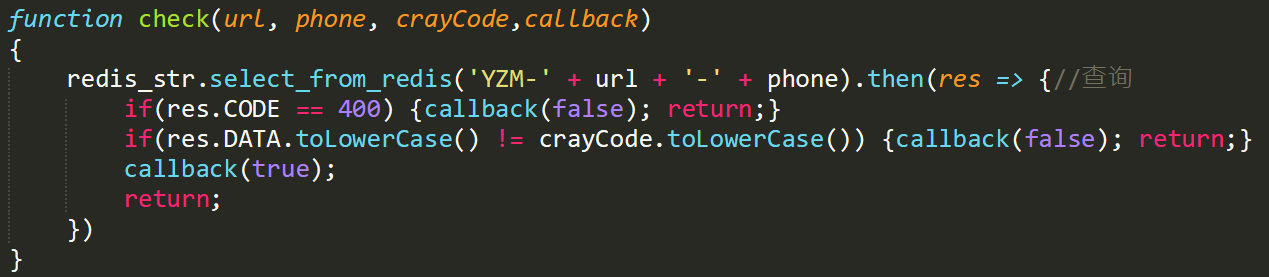 function check(url, phone, crayCode,callback)
{
    redis_str.select_from_redis('YZM-' + url + '-' + phone).then(res => {//查询
        if(res.CODE == 400) {callback(false); return;}
        if(res.DATA.toLowerCase() != crayCode.toLowerCase()) {callback(false); return;}
        callback(true);
        return;
    })
}